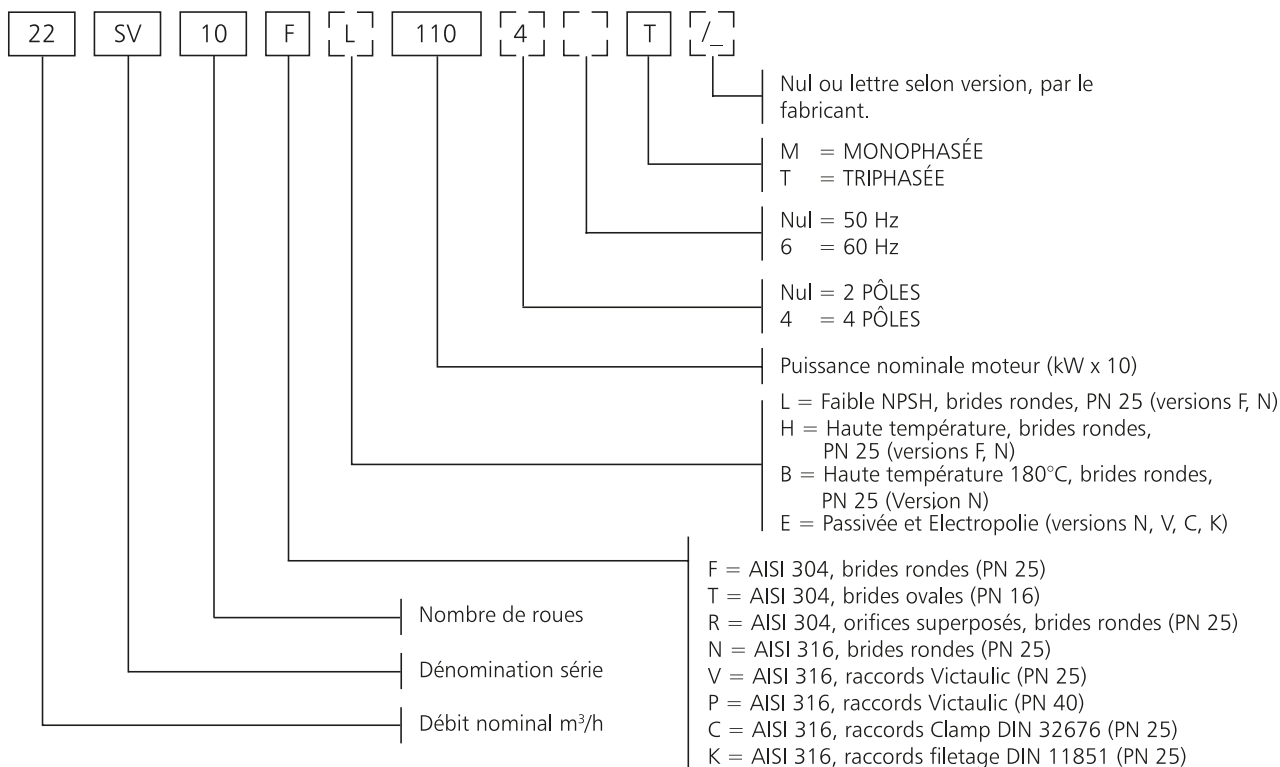 22 SV 10 F L 110 4 T /_
Nul ou lettre selon version, par le
fabricant.
M = MONOPHASÉE
T = TRIPHASÉE
Nul = 50 Hz
6 = 60 Hz
Nul = 2 PÔLES
4 = 4 PÔLES
Puissance nominale moteur (kW x 10)
L = Faible NPSH, brides rondes, PN 25 (versions F, N)
H = Haute température, brides rondes,
PN 25 (versions F, N)
B = Haute température 180°C, brides rondes,
PN 25 (Version N)
E = Passivée et Electropolie (versions N, V, C, K)
F = AISI 304, brides rondes (PN 25)
T = AISI 304, brides ovales (PN 16)
R = AISI 304, orifices superposés, brides rondes (PN 25)
N = AISI 316, brides rondes (PN 25)
V = AISI 316, raccords Victaulic (PN 25)
P = AISI 316, raccords Victaulic (PN 40)
C = AISI 316, raccords Clamp DIN 32676 (PN 25)
K = AISI 316, raccords filetage DIN 11851 (PN 25)
Nombre de roues
Dénomination série
Débit nominal m³/h